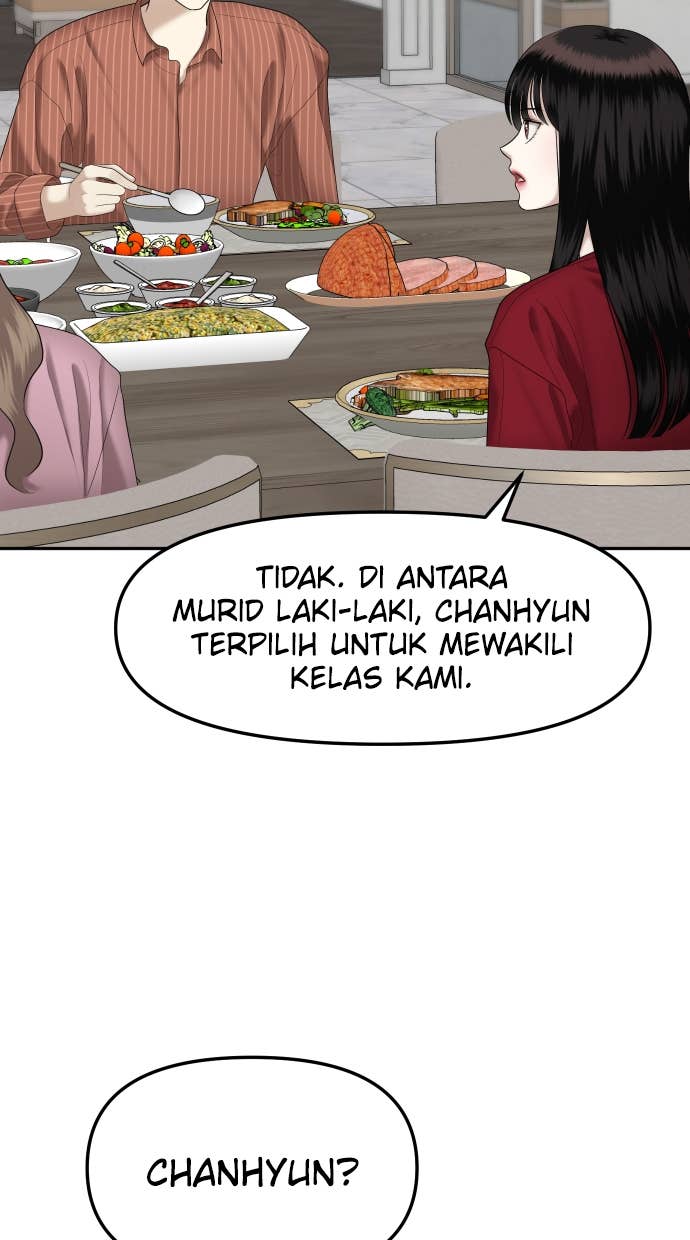 TIDAK. DI ANTARA
MURID LAKI-LAKI, CHANHYUN
TERPILIH UNTUK MEWAKILI
KELAS KAMI.
CHANHYUN?